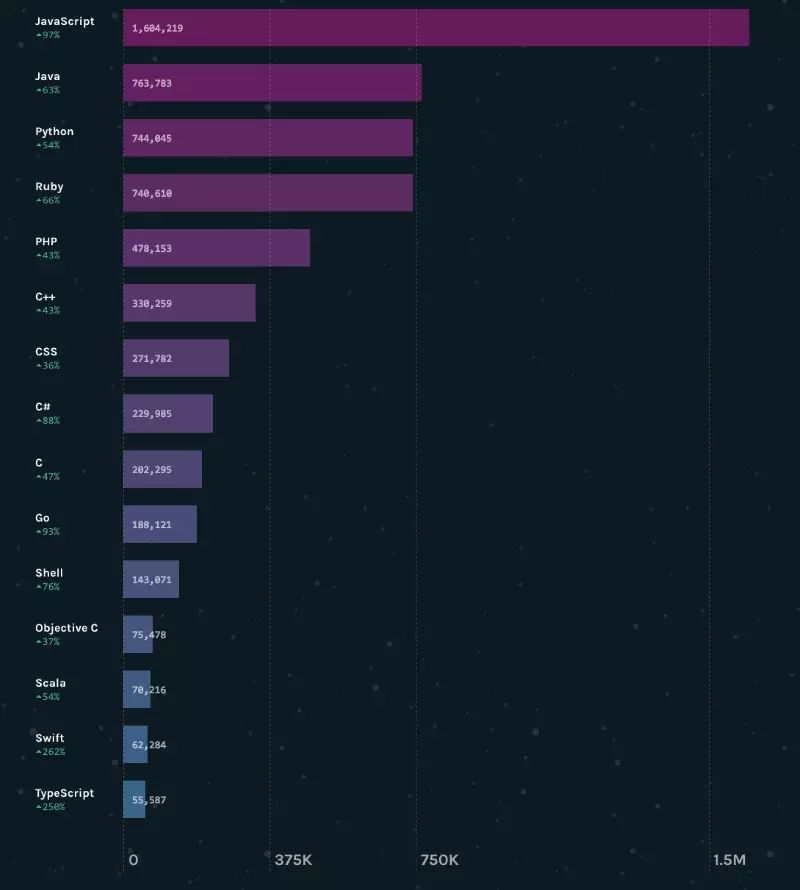 JavaScript
▲97%
1,604,219
Java
▲63%
763,783
Python
▲54%
744,045
Ruby
▲66%
740,610
PHP
▲43%
478,153
C++
▲43%
330,259
CSS
▲36%
271,782
C#
▲88%
229,985
C
▲47%
202,295
Go
▲93%
188,121
Shell
▲76%
143,071
Objective C
▲37%
75,478
Scala
▲54%
70,216
Swift
▲262%
62,284
TypeScript
▲250%
55,587
0 375K 750K 1.5M